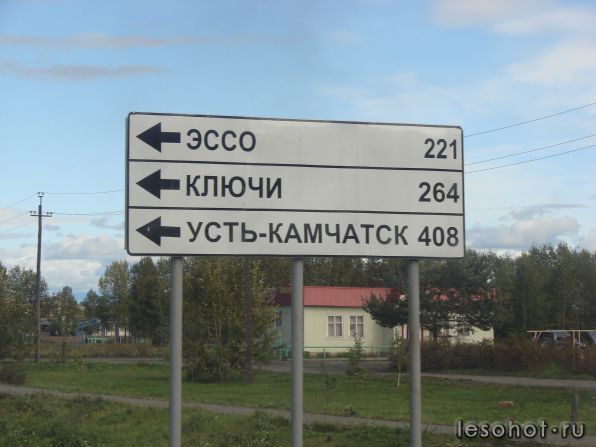 ЭССО 221
КЛЮЧИ 264
УСТЬ-КАМЧАТСК 408
lesohot.ru